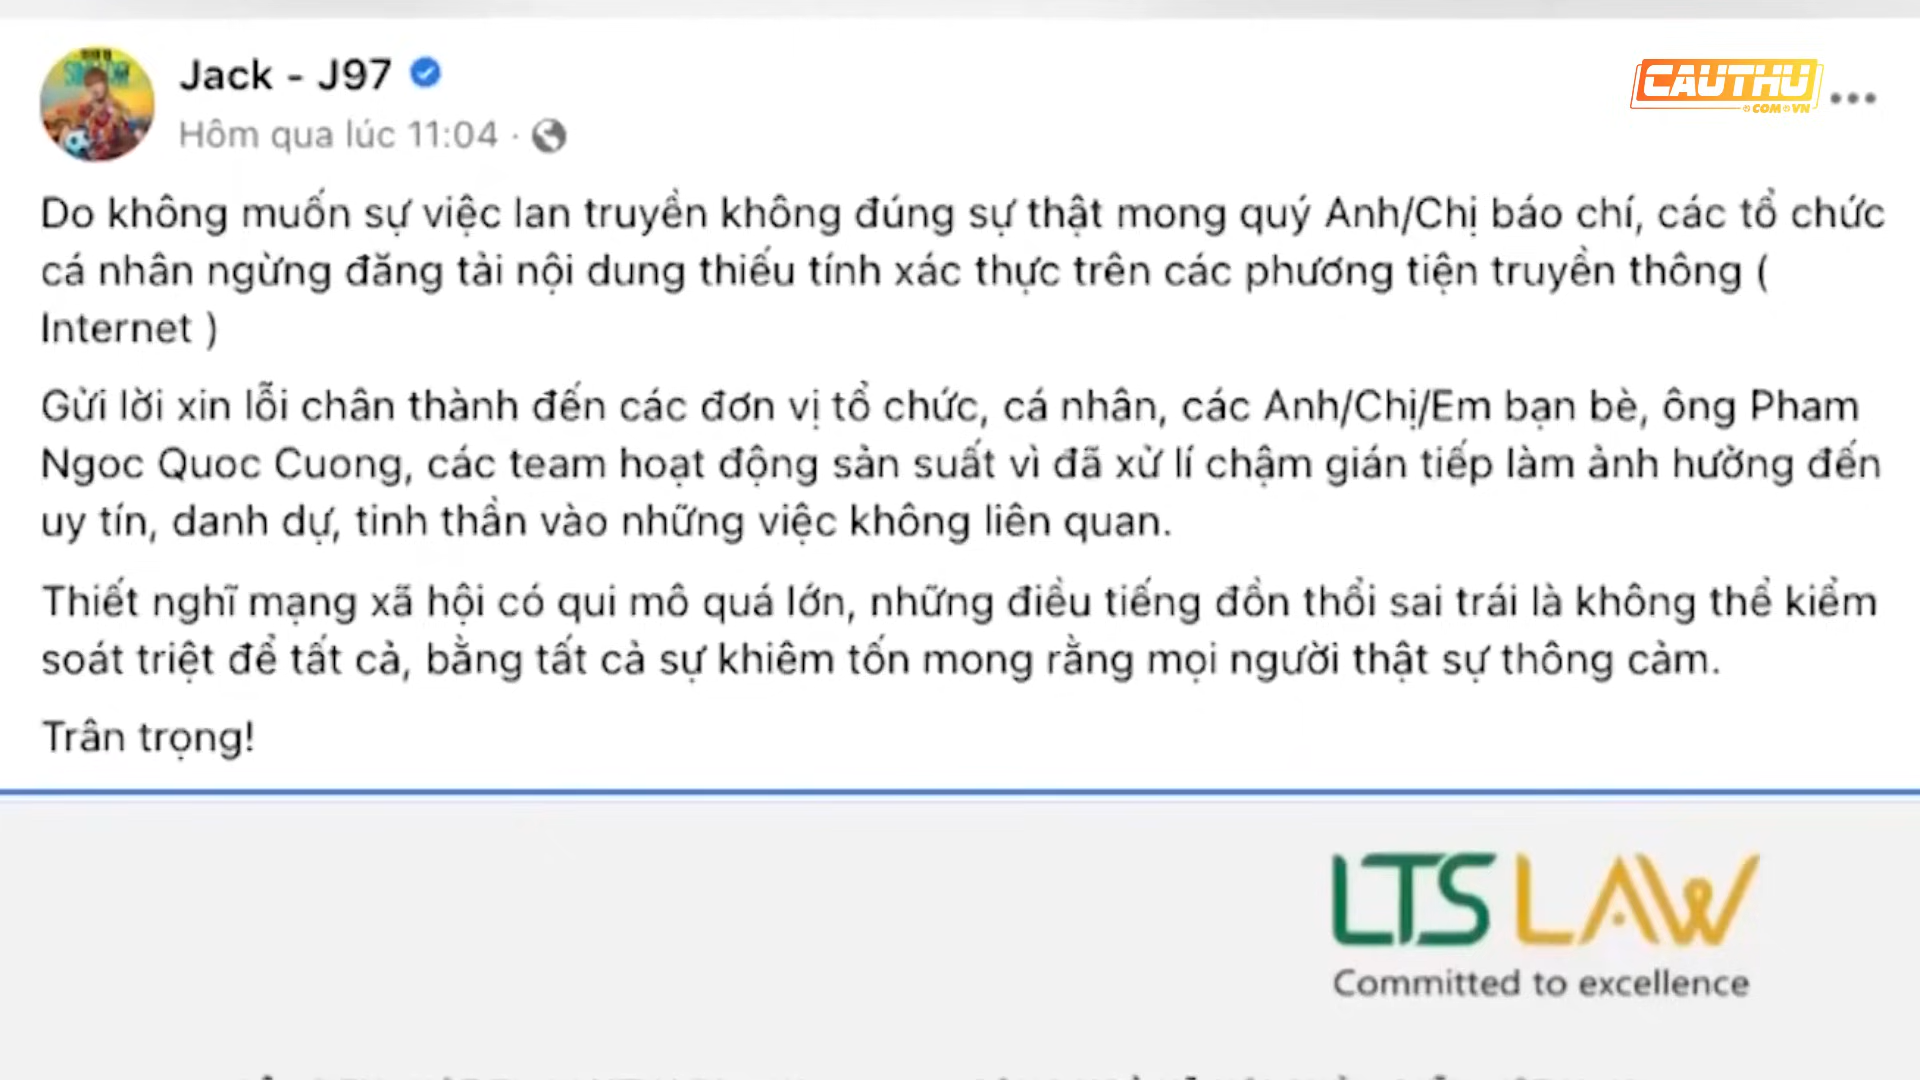 Jack - J97
CAUTHU
COM.VN
Hôm qua lúc 11:04 ·
Do không muốn sự việc lan truyền không đúng sự thật mong quý Anh/Chị báo chí, các tổ chức
cá nhân ngừng đăng tải nội dung thiếu tính xác thực trên các phương tiện truyền thông (
Internet )
Gửi lời xin lỗi chân thành đến các đơn vị tổ chức, cá nhân, các Anh/Chị/Em bạn bè, ông Pham
Ngoc Quoc Cuong, các team hoạt động sản suất vì đã xử lí chậm gián tiếp làm ảnh hưởng đến
uy tín, danh dự, tinh thần vào những việc không liên quan.
Thiết nghĩ mạng xã hội có qui mô quá lớn, những điều tiếng đồn thổi sai trái là không thể kiểm
soát triệt để tất cả, bằng tất cả sự khiêm tốn mong rằng mọi người thật sự thông cảm.
Trân trọng!
LTS LAW
Committed to excellence